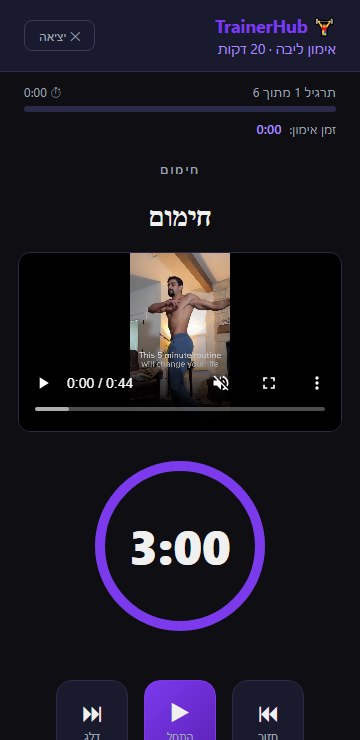 TrainerHub
אימון ליבה · 20 דקות
יציאה
תרגיל 1 מתוך 6
0:00
זמן אימון: 0:00
חימום
חימום
This 5 minute routine
will change your life
0:00 / 0:44
3:00
חזור
התחל
דלג